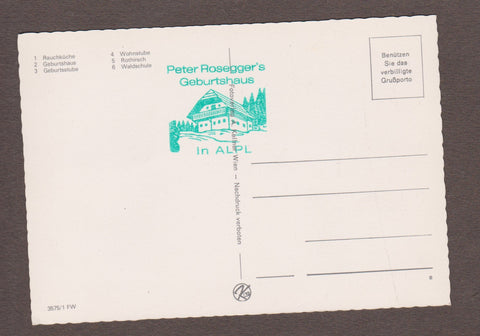 1 Rauchküche
2 Geburtshaus
3 Geburtsstube
4 Wohnstube
5 Rothirsch
6 Waldschule
Peter Rosegger's
Geburtshaus
in ALPL
Wien — Nachdruck verboten
Benützen
Sie das
verbilligte
Grußporto
3575/1 FW
8